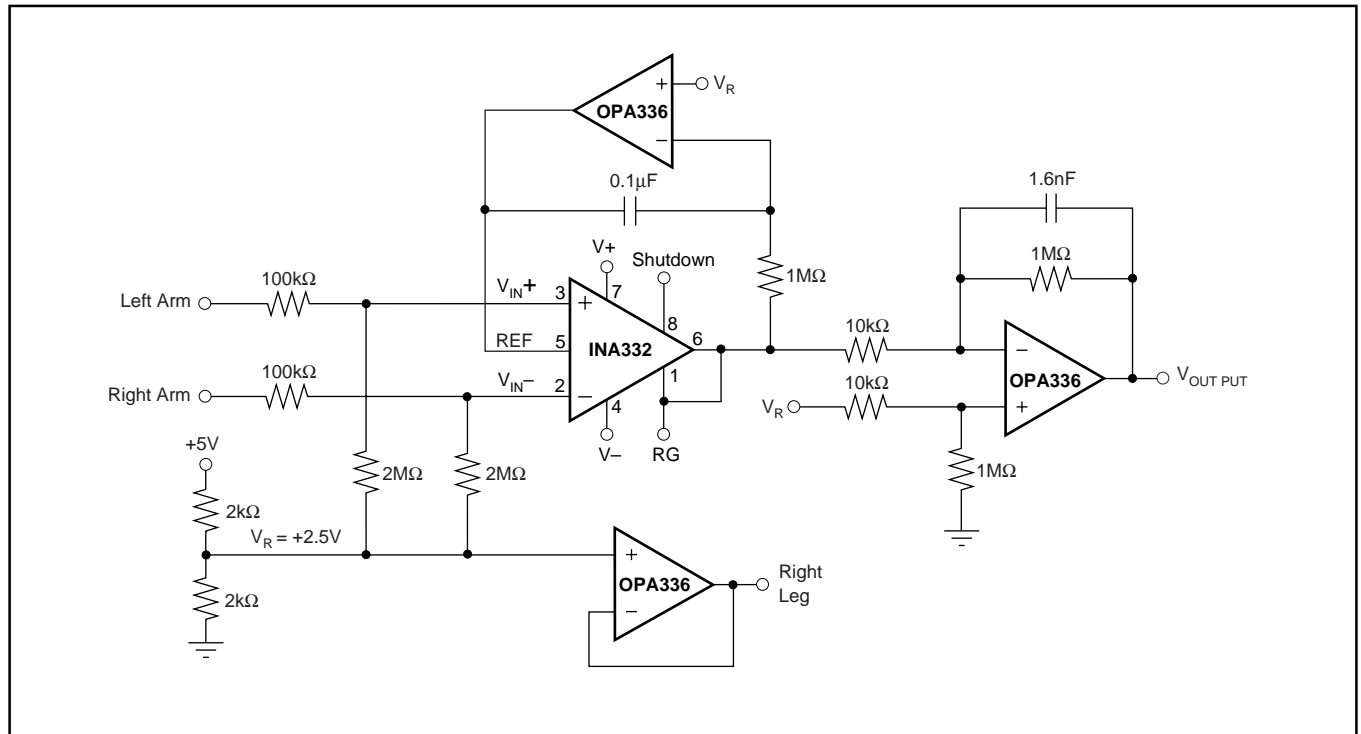 +
V_R
OPA336
−
0.1μF
1.6nF
V+
Shutdown
1MΩ
1MΩ
100kΩ
Left Arm
V_IN+
3
+
7
8
10kΩ
REF
5
INA332
6
−
100kΩ
V_IN−
1
OPA336
V_OUT PUT
Right Arm
2
−
10kΩ
V_R
+
4
+5V
V−
RG
2MΩ
2MΩ
1MΩ
2kΩ
V_R = +2.5V
+
OPA336
Right
Leg
2kΩ
−